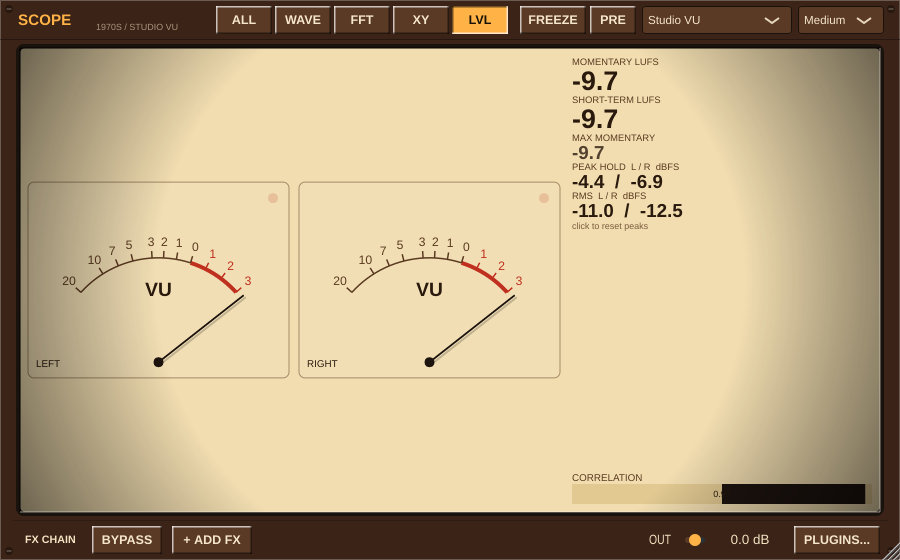 SCOPE 1970S / STUDIO VU ALL WAVE FFT XY LVL FREEZE PRE Studio VU Medium
MOMENTARY LUFS
-9.7
SHORT-TERM LUFS
-9.7
MAX MOMENTARY
-9.7
PEAK HOLD L / R dBFS
-4.4 / -6.9
RMS L / R dBFS
-11.0 / -12.5
click to reset peaks
20 10 7 5 3 2 1 0 1 2 3
VU
LEFT
20 10 7 5 3 2 1 0 1 2 3
VU
RIGHT
CORRELATION
FX CHAIN BYPASS + ADD FX OUT 0.0 dB PLUGINS...